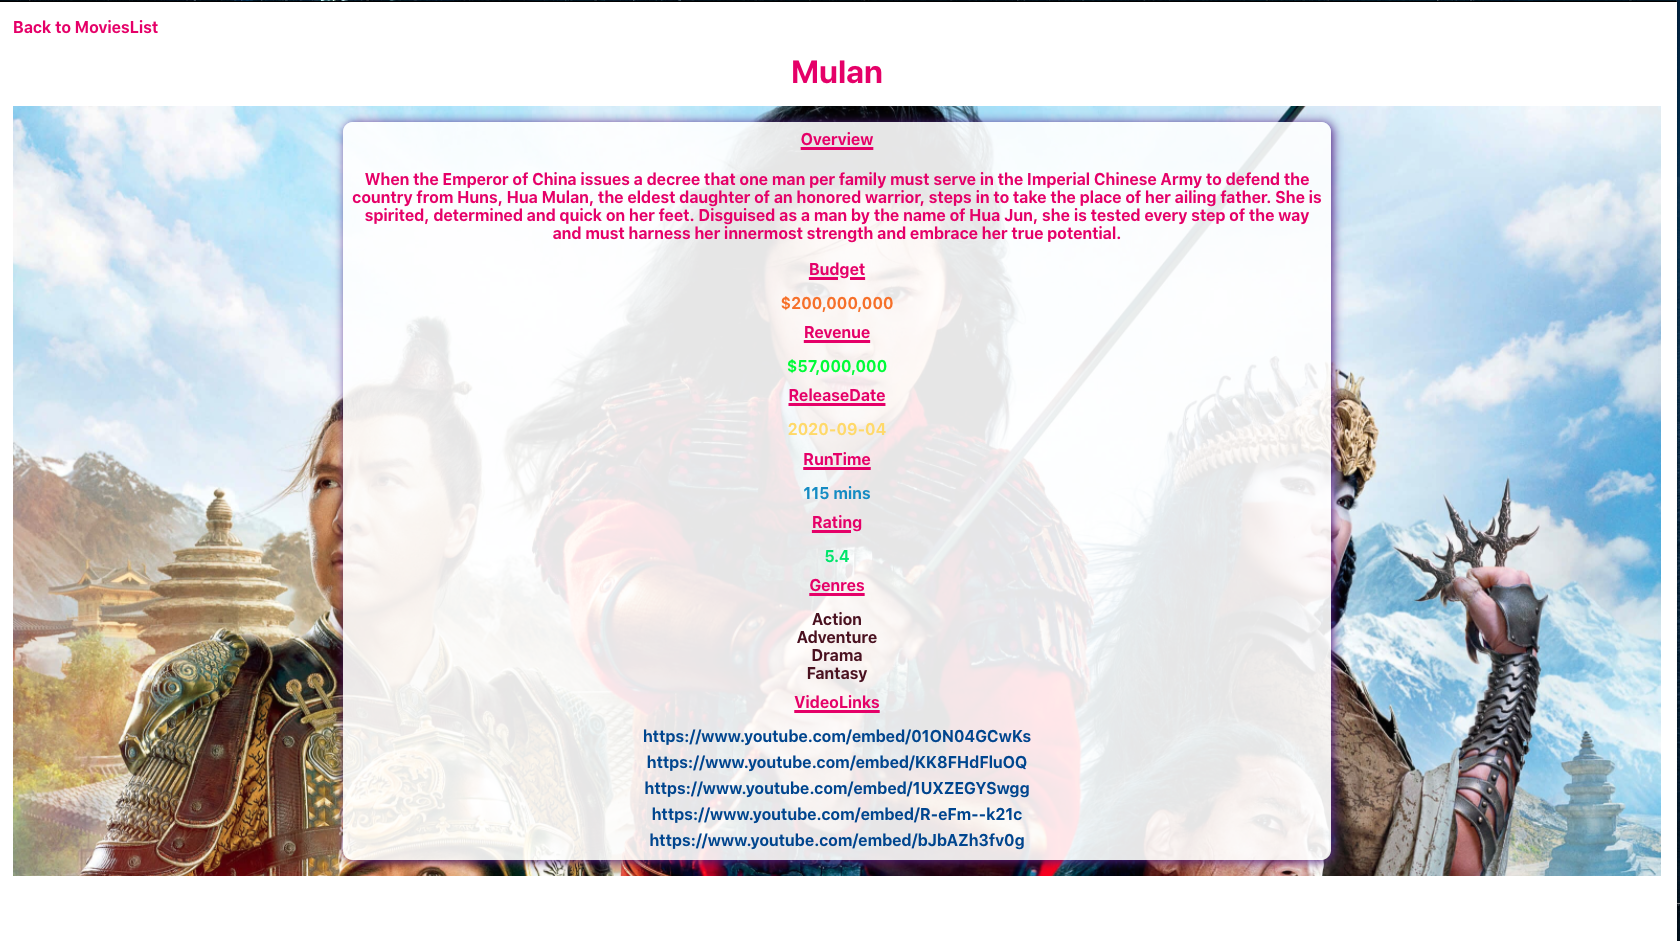 Back to MoviesList
Mulan
Overview
When the Emperor of China issues a decree that one man per family must serve in the Imperial Chinese Army to defend the
country from Huns, Hua Mulan, the eldest daughter of an honored warrior, steps in to take the place of her ailing father. She is
spirited, determined and quick on her feet. Disguised as a man by the name of Hua Jun, she is tested every step of the way
and must harness her innermost strength and embrace her true potential.
Budget
$200,000,000
Revenue
$57,000,000
ReleaseDate
2020-09-04
RunTime
115 mins
Rating
5.4
Genres
Action
Adventure
Drama
Fantasy
VideoLinks
https://www.youtube.com/embed/01ON04GCwKs
https://www.youtube.com/embed/KK8FHdFluOQ
https://www.youtube.com/embed/1UXZEGYSwgg
https://www.youtube.com/embed/R-eFm--k21c
https://www.youtube.com/embed/bJbAZh3fv0g